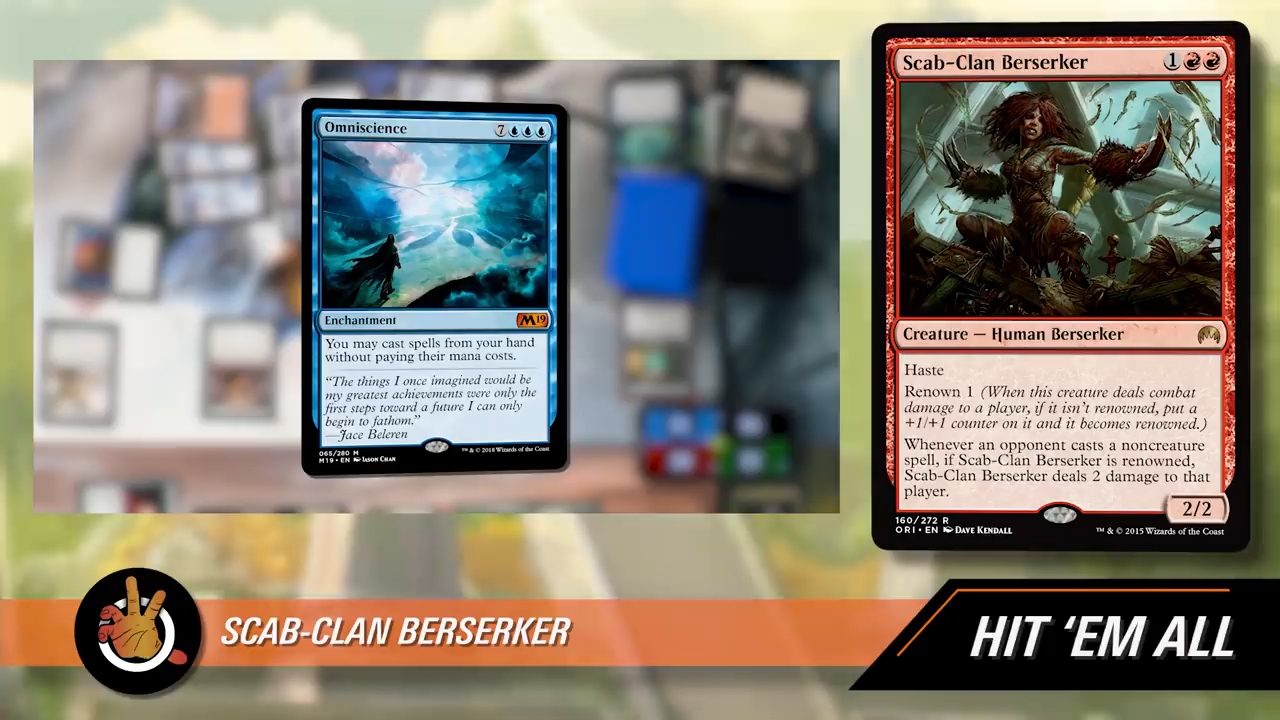 Omniscience
7
Enchantment
M19
You may cast spells from your hand
without paying their mana costs.
“The things I once imagined would be
my greatest achievements were only the
first steps toward a future I can only
begin to fathom.”
—Jace Beleren
065/280 M
M19 • EN JASON CHAN
™ & © 2018 Wizards of the Coast
Scab-Clan Berserker
1
Creature — Human Berserker
Haste
Renown 1 (When this creature deals combat
damage to a player, if it isn't renowned, put a
+1/+1 counter on it and it becomes renowned.)
Whenever an opponent casts a noncreature
spell, if Scab-Clan Berserker is renowned,
Scab-Clan Berserker deals 2 damage to that
player.
2/2
160/272 R
ORI • EN DAVE KENDALL
™ & © 2015 Wizards of the Coast
SCAB-CLAN BERSERKER
HIT ‘EM ALL